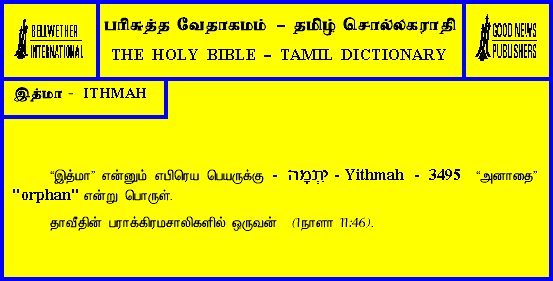 BELLWETHER
INTERNATIONAL
பரிசுத்த வேதாகமம் – தமிழ் சொல்லகராதி
THE HOLY BIBLE – TAMIL DICTIONARY
GOOD NEWS
PUBLISHERS
இத்மா - ITHMAH
“இத்மா” என்னும் எபிரெய பெயருக்கு - יִתְמָה - Yithmah - 3495 “அனாதை”
"orphan" என்று பொருள்.
தாவீதின் பராக்கிரமசாலிகளில் ஒருவன் (1நாளா 11:46).